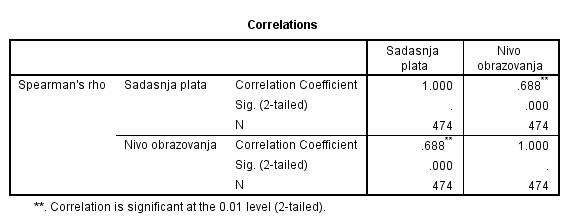 Correlations
Sadasnja plata Nivo obrazovanja
Spearman's rho Sadasnja plata Correlation Coefficient 1.000 .688**
Sig. (2-tailed) . .000
N 474 474
Nivo obrazovanja Correlation Coefficient .688** 1.000
Sig. (2-tailed) .000 .
N 474 474
**. Correlation is significant at the 0.01 level (2-tailed).